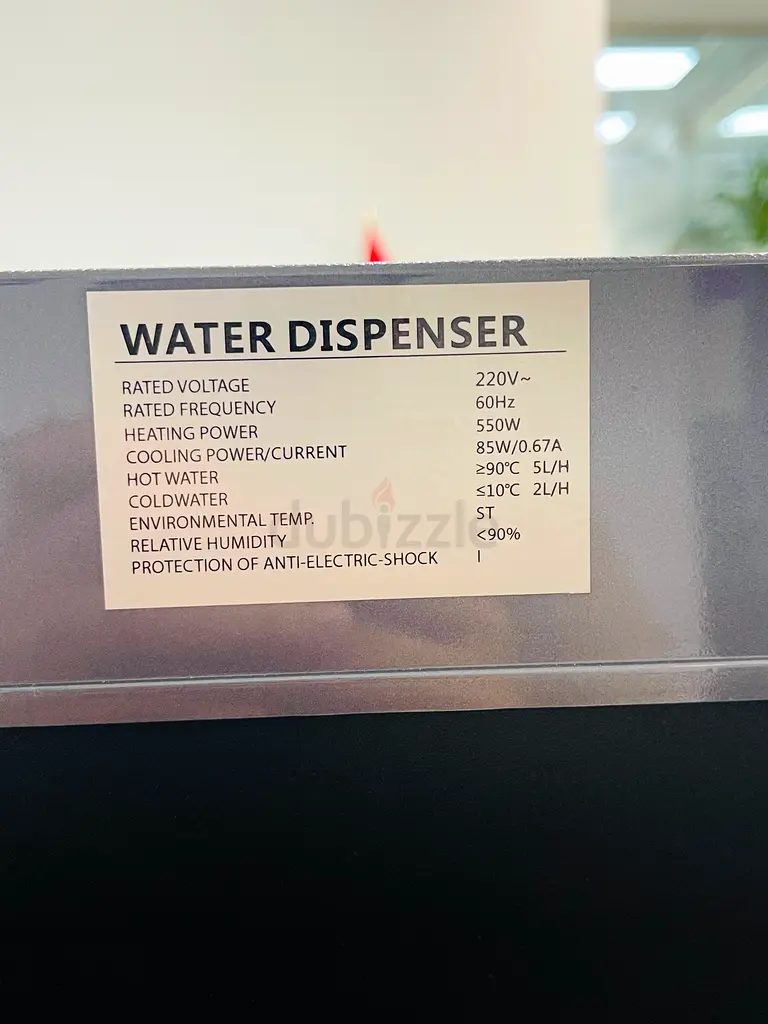 WATER DISPENSER
RATED VOLTAGE 220V~
RATED FREQUENCY 60Hz
HEATING POWER 550W
COOLING POWER/CURRENT 85W/0.67A
HOT WATER ≥90℃ 5L/H
COLDWATER ≤10℃ 2L/H
ENVIRONMENTAL TEMP. ST
RELATIVE HUMIDITY <90%
PROTECTION OF ANTI-ELECTRIC-SHOCK I
dubizzle